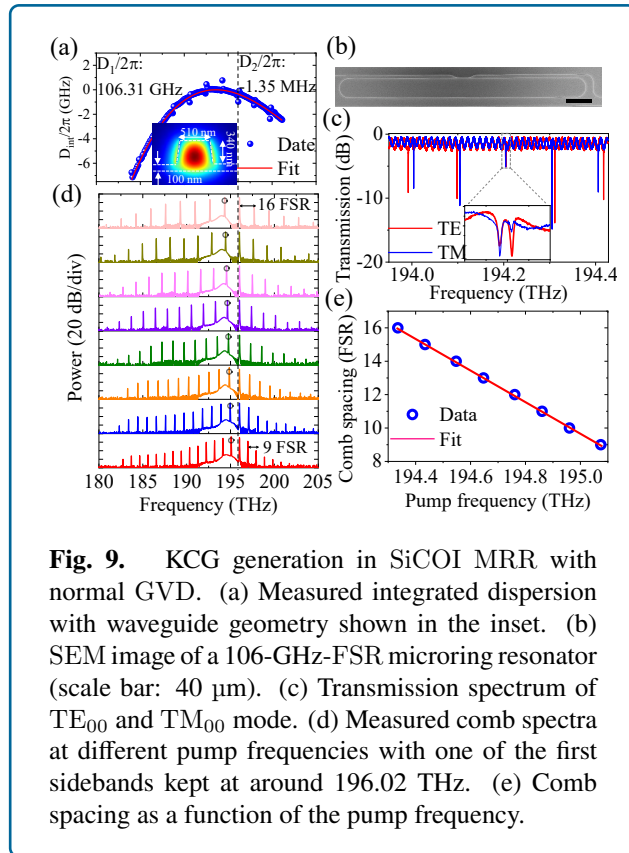 (a)
D1/2π:
106.31 GHz
D2/2π:
-1.35 MHz
Dint/2π (GHz)
2
0
-2
-4
-6
510 nm
340 nm
100 nm
Date
Fit
(b)
(c)
Transmission (dB)
0
-10
-20
TE
TM
194.0 194.2 194.4
Frequency (THz)
(d)
Power (20 dB/div)
16 FSR
9 FSR
180 185 190 195 200 205
Frequency (THz)
(e)
Comb spacing (FSR)
16
14
12
10
8
Data
Fit
194.4 194.6 194.8 195.0
Pump frequency (THz)
Fig. 9. KCG generation in SiCOI MRR with
normal GVD. (a) Measured integrated dispersion
with waveguide geometry shown in the inset. (b)
SEM image of a 106-GHz-FSR microring resonator
(scale bar: 40 µm). (c) Transmission spectrum of
TE00 and TM00 mode. (d) Measured comb spectra
at different pump frequencies with one of the first
sidebands kept at around 196.02 THz. (e) Comb
spacing as a function of the pump frequency.